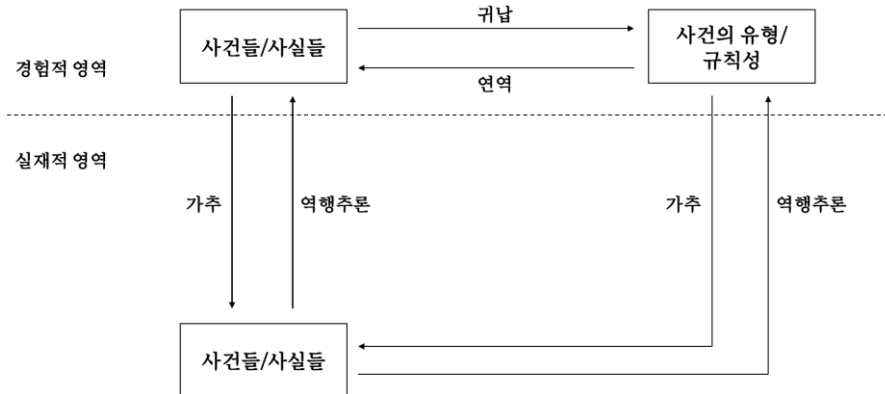 귀납
사건들/사실들
사건의 유형/
규칙성
경험적 영역
연역
실재적 영역
가추
역행추론
가추
역행추론
사건들/사실들